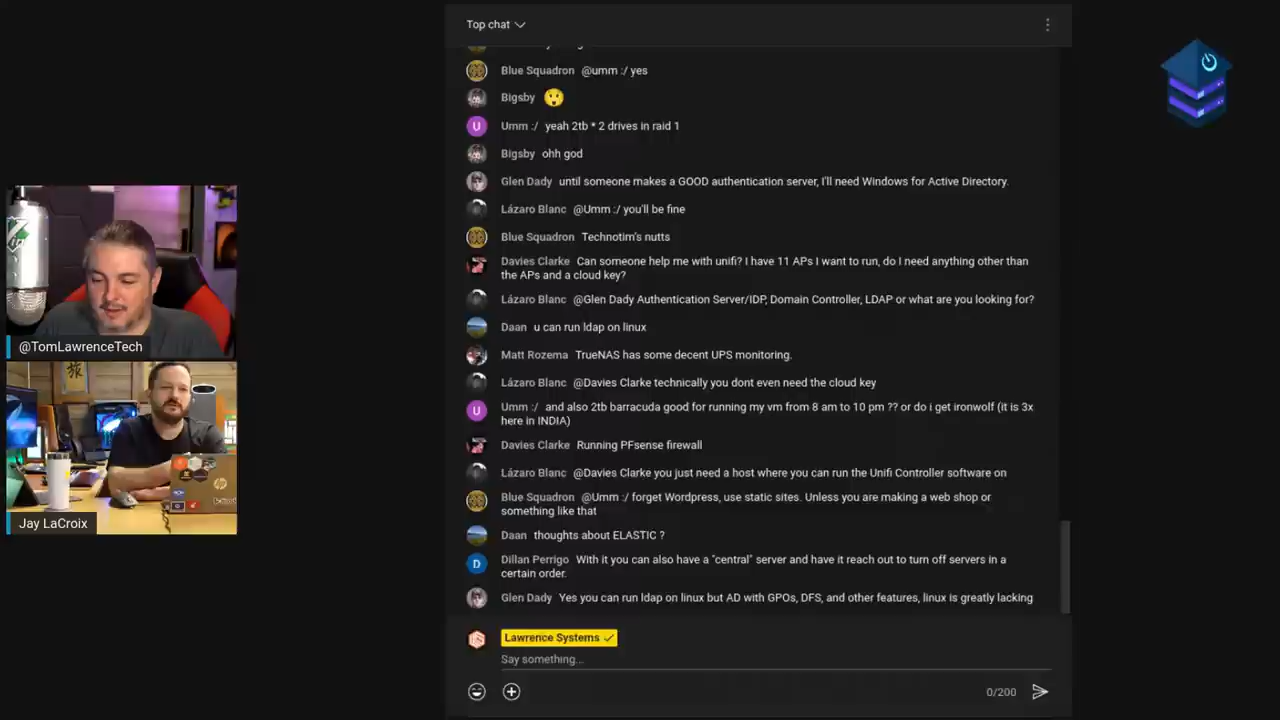 Top chat
Blue Squadron @umm :/ yes
Bigsby
U Umm :/ yeah 2tb * 2 drives in raid 1
Bigsby ohh god
Glen Dady until someone makes a GOOD authentication server, I'll need Windows for Active Directory.
Lázaro Blanc @Umm :/ you'll be fine
Blue Squadron Technotim's nutts
Davies Clarke Can someone help me with unifi? I have 11 APs I want to run, do I need anything other than
the APs and a cloud key?
Lázaro Blanc @Glen Dady Authentication Server/IDP, Domain Controller, LDAP or what are you looking for?
Daan u can run ldap on linux
Matt Rozema TrueNAS has some decent UPS monitoring.
Lázaro Blanc @Davies Clarke technically you dont even need the cloud key
U Umm :/ and also 2tb barracuda good for running my vm from 8 am to 10 pm ?? or do i get ironwolf (it is 3x
here in INDIA)
Davies Clarke Running PFsense firewall
Lázaro Blanc @Davies Clarke you just need a host where you can run the Unifi Controller software on
Blue Squadron @Umm :/ forget Wordpress, use static sites. Unless you are making a web shop or
something like that
Daan thoughts about ELASTIC ?
D Dillan Perrigo With it you can also have a "central" server and have it reach out to turn off servers in a
certain order.
Glen Dady Yes you can run ldap on linux but AD with GPOs, DFS, and other features, linux is greatly lacking
Lawrence Systems
Say something...
0/200
@TomLawrenceTech
Jay LaCroix